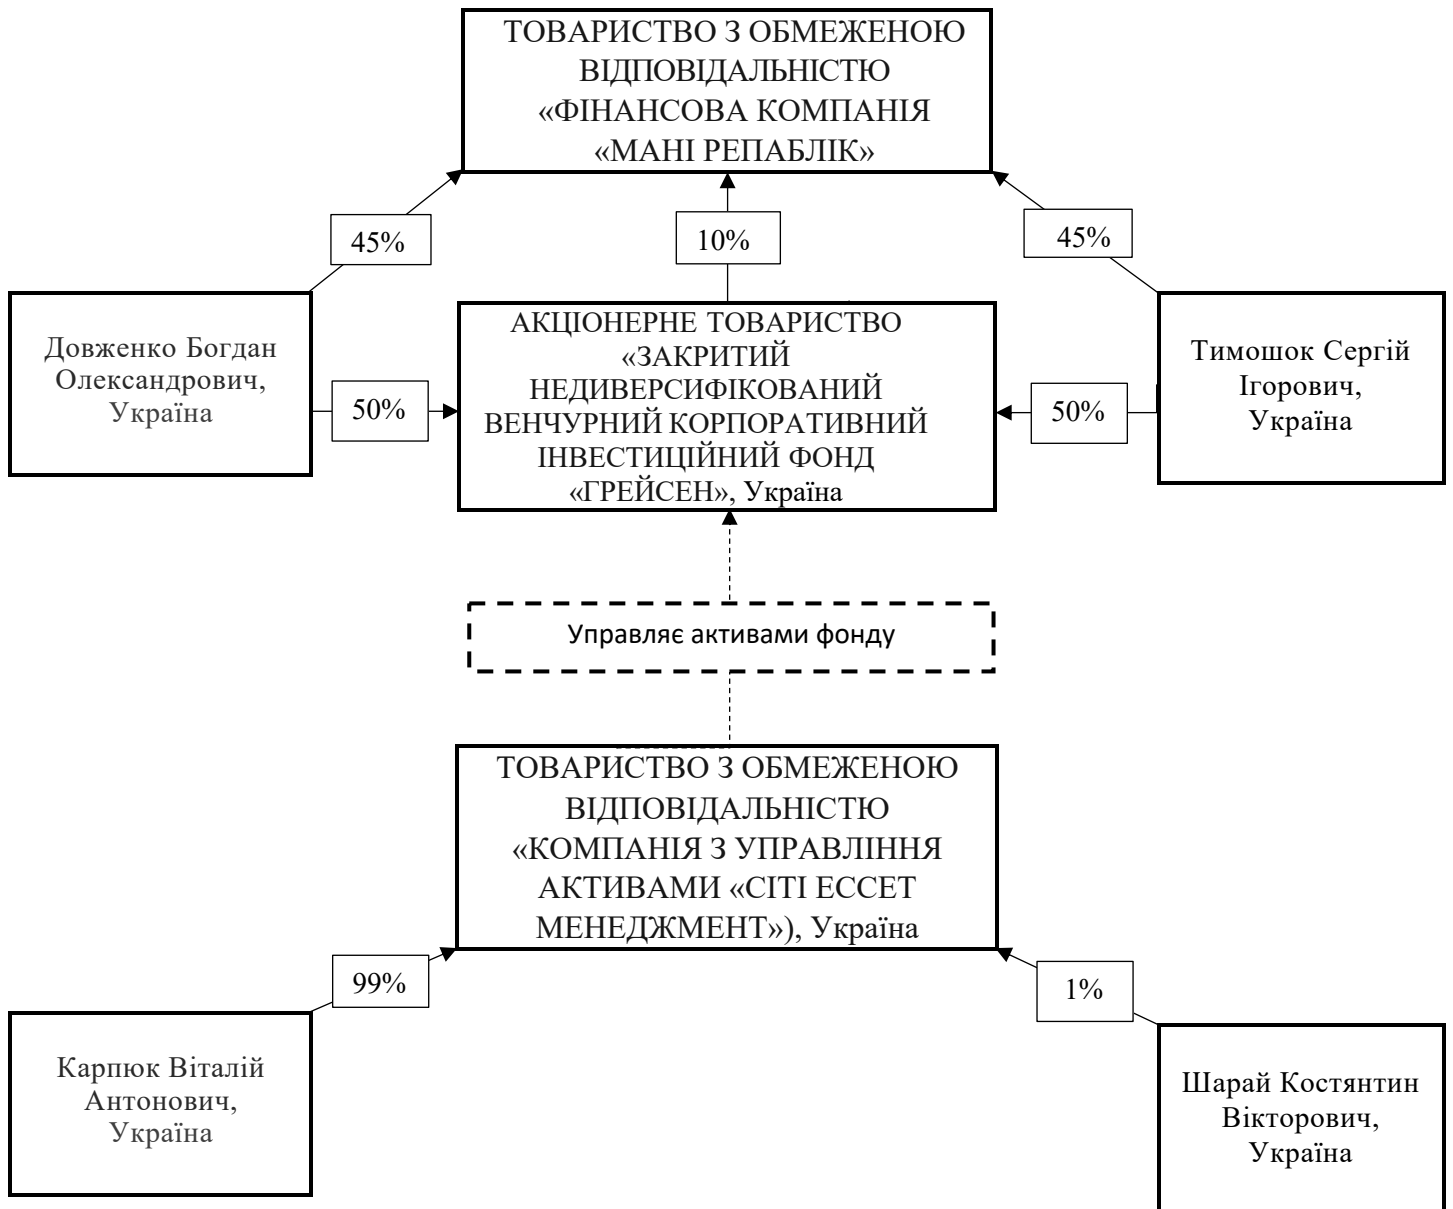 ТОВАРИСТВО З ОБМЕЖЕНОЮ
ВІДПОВІДАЛЬНІСТЮ
«ФІНАНСОВА КОМПАНІЯ
«МАНІ РЕПАБЛІК»
45%
10%
45%
Довженко Богдан
Олександрович,
Україна
50%
АКЦІОНЕРНЕ ТОВАРИСТВО
«ЗАКРИТИЙ
НЕДИВЕРСИФІКОВАНИЙ
ВЕНЧУРНИЙ КОРПОРАТИВНИЙ
ІНВЕСТИЦІЙНИЙ ФОНД
«ГРЕЙСЕН», Україна
50%
Тимошок Сергій
Ігорович,
Україна
Управляє активами фонду
ТОВАРИСТВО З ОБМЕЖЕНОЮ
ВІДПОВІДАЛЬНІСТЮ
«КОМПАНІЯ З УПРАВЛІННЯ
АКТИВАМИ «СІТІ ЕССЕТ
МЕНЕДЖМЕНТ»), Україна
99%
1%
Карпюк Віталій
Антонович,
Україна
Шарай Костянтин
Вікторович,
Україна